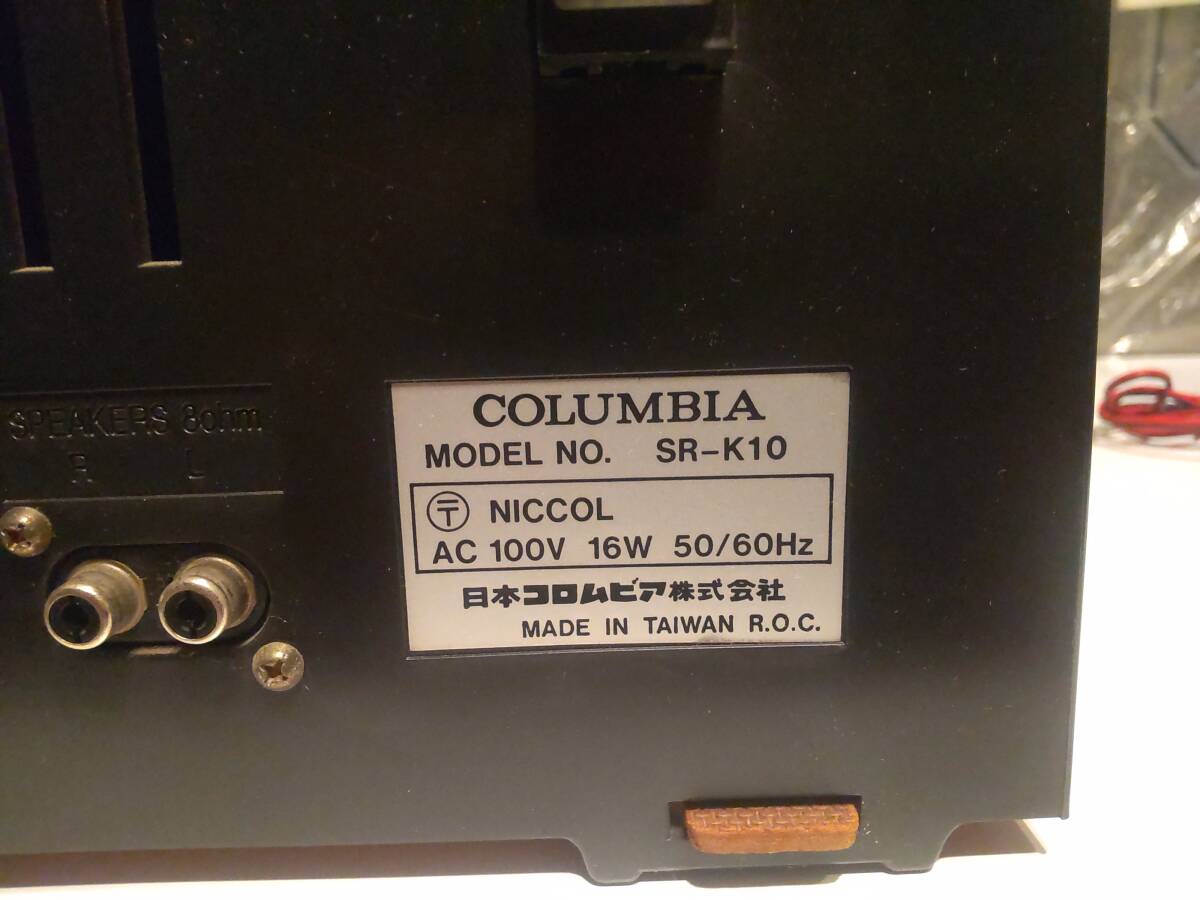 SPEAKERS 8ohm
R L
COLUMBIA
MODEL NO. SR-K10
〒 NICCOL
AC 100V 16W 50/60Hz
日本コロムビア株式会社
MADE IN TAIWAN R.O.C.